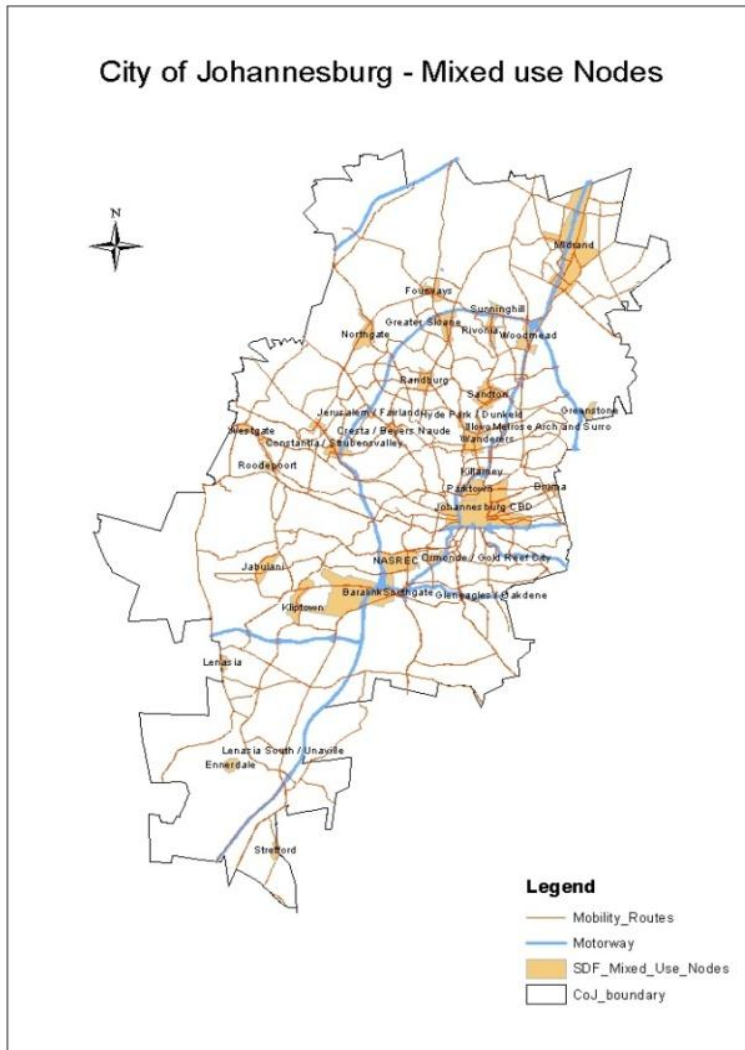 City of Johannesburg - Mixed use Nodes
N
Midrand
Fourways
Sunninghill
Greater Sloane
Rivonia
Northgate
Woodmead
Randburg
Sandton
Jerusalem / Fairland
Hyde Park / Dunkeld
Greenstone
Westgate
Cresta / Beyers Naude
Illovo
Melrose Arch and Surro
Constantia / Strubensvalley
Wanderers
Roodepoort
Killarney
Parktown
Bruma
Johannesburg CBD
NASREC
Ormonde / Gold Reef City
Jabulani
Baralink
Southgate
Gleneagles / Oakdene
Kliptown
Lenasia
Lenasia South / Unaville
Ennerdale
Stretford
Legend
Mobility_Routes
Motorway
SDF_Mixed_Use_Nodes
CoJ_boundary